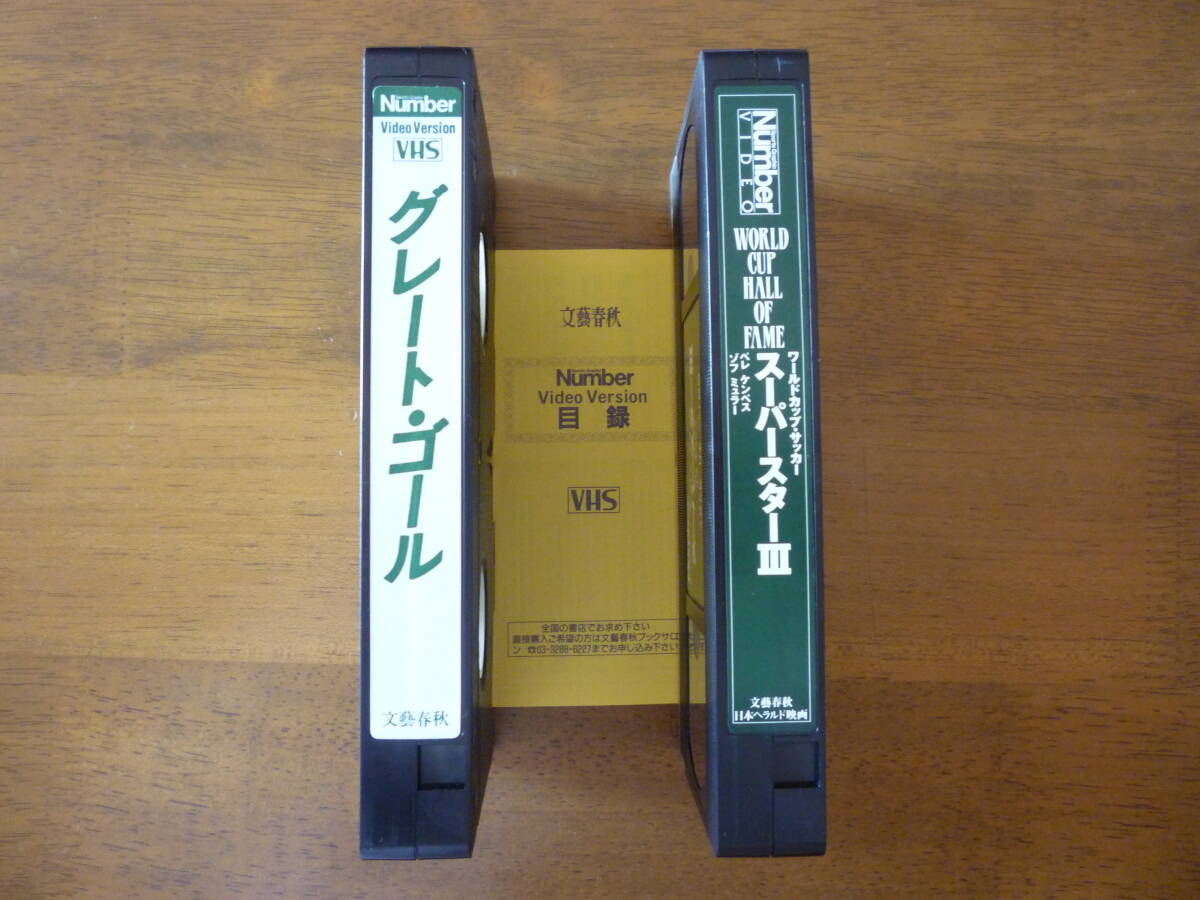 Number
Video Version
VHS
グレート・ゴール
文藝春秋
文藝春秋
Number
Video Version
目録
VHS
全国の書店でお求め下さい
直接購入ご希望の方は文藝春秋ブックサロ
ン ☎03-3288-6227までお申し込み下さい
Sports Graphic
Number
VIDEO
WORLD
CUP
HALL
OF
FAME
ワールドカップ・サッカー
スーパースターIII
ペレ ケンペス
ゾフ ミュラー
文藝春秋
日本ヘラルド映画